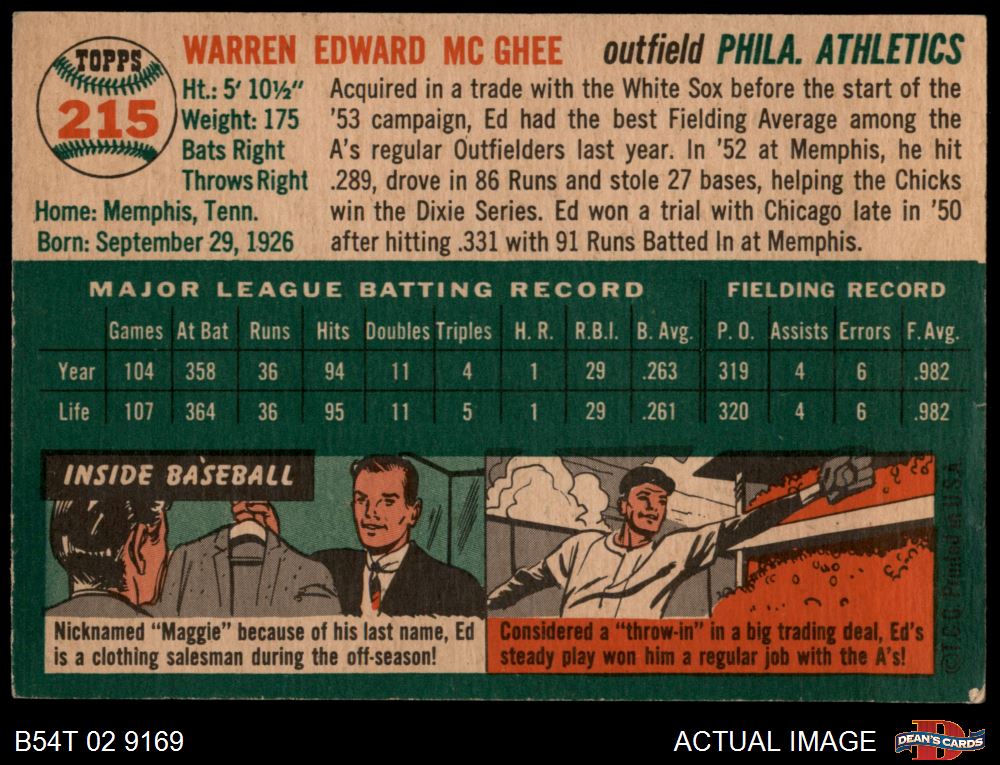 TOPPS
215
WARREN EDWARD MC GHEE outfield PHILA. ATHLETICS
Ht.: 5' 10½"
Weight: 175
Bats Right
Throws Right
Home: Memphis, Tenn.
Born: September 29, 1926
Acquired in a trade with the White Sox before the start of the
'53 campaign, Ed had the best Fielding Average among the
A's regular Outfielders last year. In '52 at Memphis, he hit
.289, drove in 86 Runs and stole 27 bases, helping the Chicks
win the Dixie Series. Ed won a trial with Chicago late in '50
after hitting .331 with 91 Runs Batted In at Memphis.
MAJOR LEAGUE BATTING RECORD FIELDING RECORD
Games At Bat Runs Hits Doubles Triples H. R. R.B.I. B. Avg. P. O. Assists Errors F. Avg.
Year 104 358 36 94 11 4 1 29 .263 319 4 6 .982
Life 107 364 36 95 11 5 1 29 .261 320 4 6 .982
INSIDE BASEBALL
Nicknamed "Maggie" because of his last name, Ed
is a clothing salesman during the off-season!
Considered a "throw-in" in a big trading deal, Ed's
steady play won him a regular job with the A's!
© T.C.G. Printed in U.S.A.
B54T 02 9169
ACTUAL IMAGE
DEAN'S CARDS